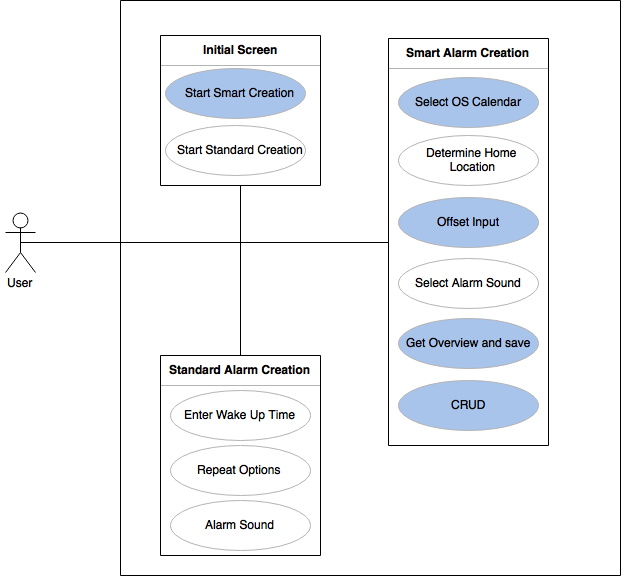 Initial Screen
Start Smart Creation
Start Standard Creation
Smart Alarm Creation
Select OS Calendar
Determine Home
Location
Offset Input
Select Alarm Sound
Get Overview and save
CRUD
User
Standard Alarm Creation
Enter Wake Up Time
Repeat Options
Alarm Sound